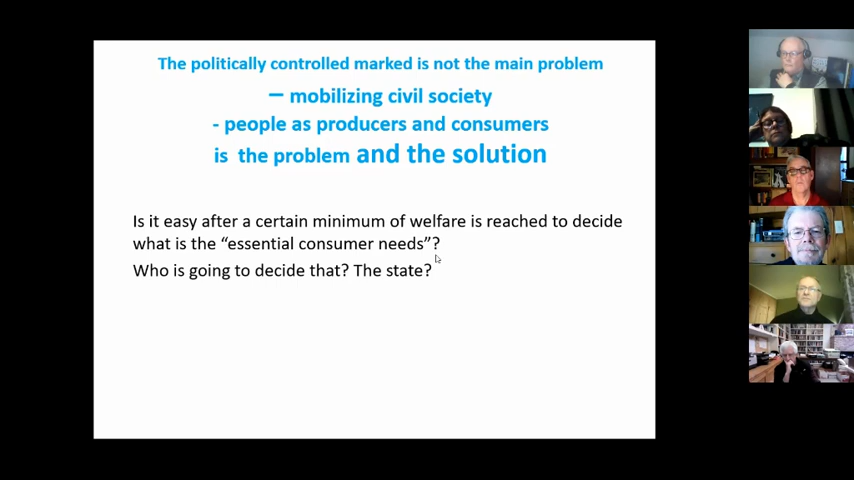 The politically controlled marked is not the main problem
– mobilizing civil society
- people as producers and consumers
is the problem and the solution
Is it easy after a certain minimum of welfare is reached to decide
what is the “essential consumer needs”?
Who is going to decide that? The state?